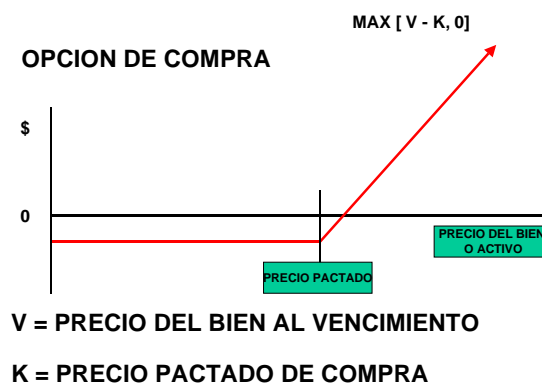 MAX [ V - K, 0]
OPCION DE COMPRA
$
0
PRECIO DEL BIEN
O ACTIVO
PRECIO PACTADO
V = PRECIO DEL BIEN AL VENCIMIENTO
K = PRECIO PACTADO DE COMPRA